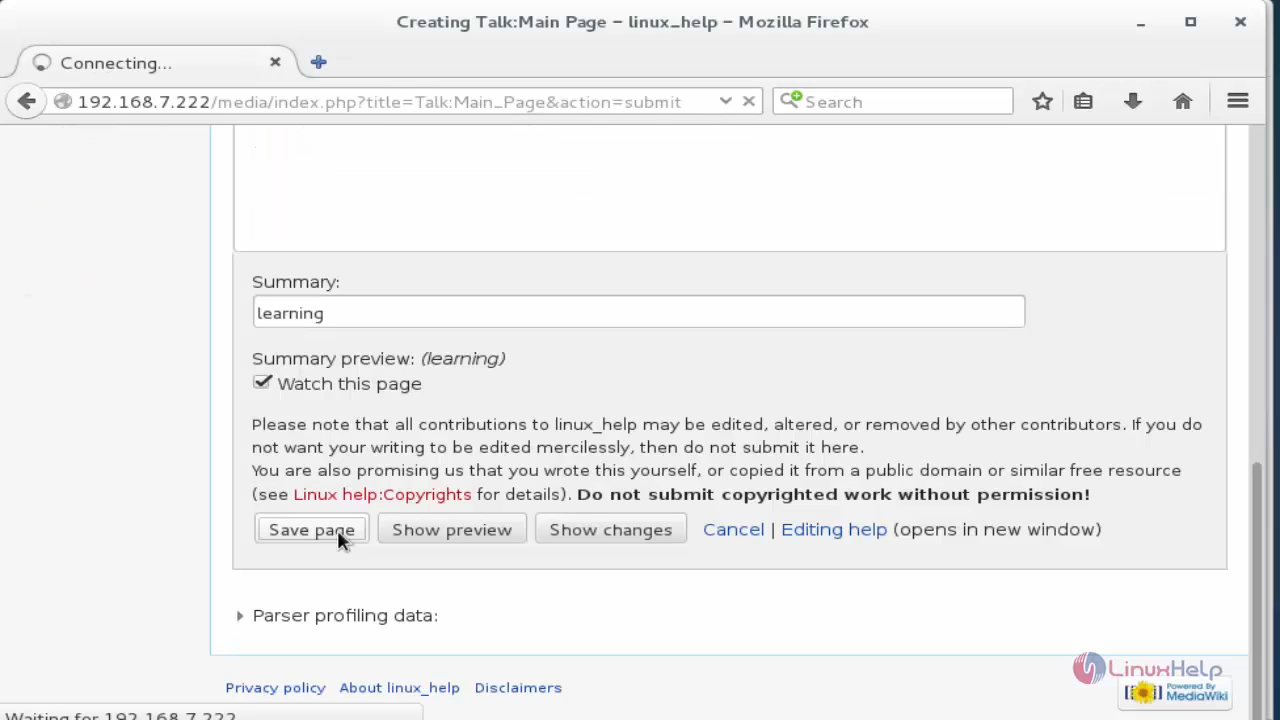 Creating Talk:Main Page – linux_help – Mozilla Firefox
Connecting...
192.168.7.222/media/index.php?title=Talk:Main_Page&action=submit
Search
Summary:
learning
Summary preview: (learning)
Watch this page
Please note that all contributions to linux_help may be edited, altered, or removed by other contributors. If you do
not want your writing to be edited mercilessly, then do not submit it here.
You are also promising us that you wrote this yourself, or copied it from a public domain or similar free resource
(see Linux help:Copyrights for details). Do not submit copyrighted work without permission!
Save page Show preview Show changes Cancel | Editing help (opens in new window)
Parser profiling data:
LinuxHelp
Privacy policy About linux_help Disclaimers
Powered By
MediaWiki
Waiting for 192.168.7.222